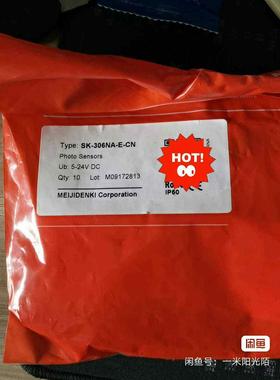 Type: SK-306NA-E-CN
Photo Sensors
Ub: 5-24V DC
Qty: 10 Lot: M09172813
MEIJIDENKI Corporation
HOT!
IP60
闲鱼
闲鱼号：一米阳光陌